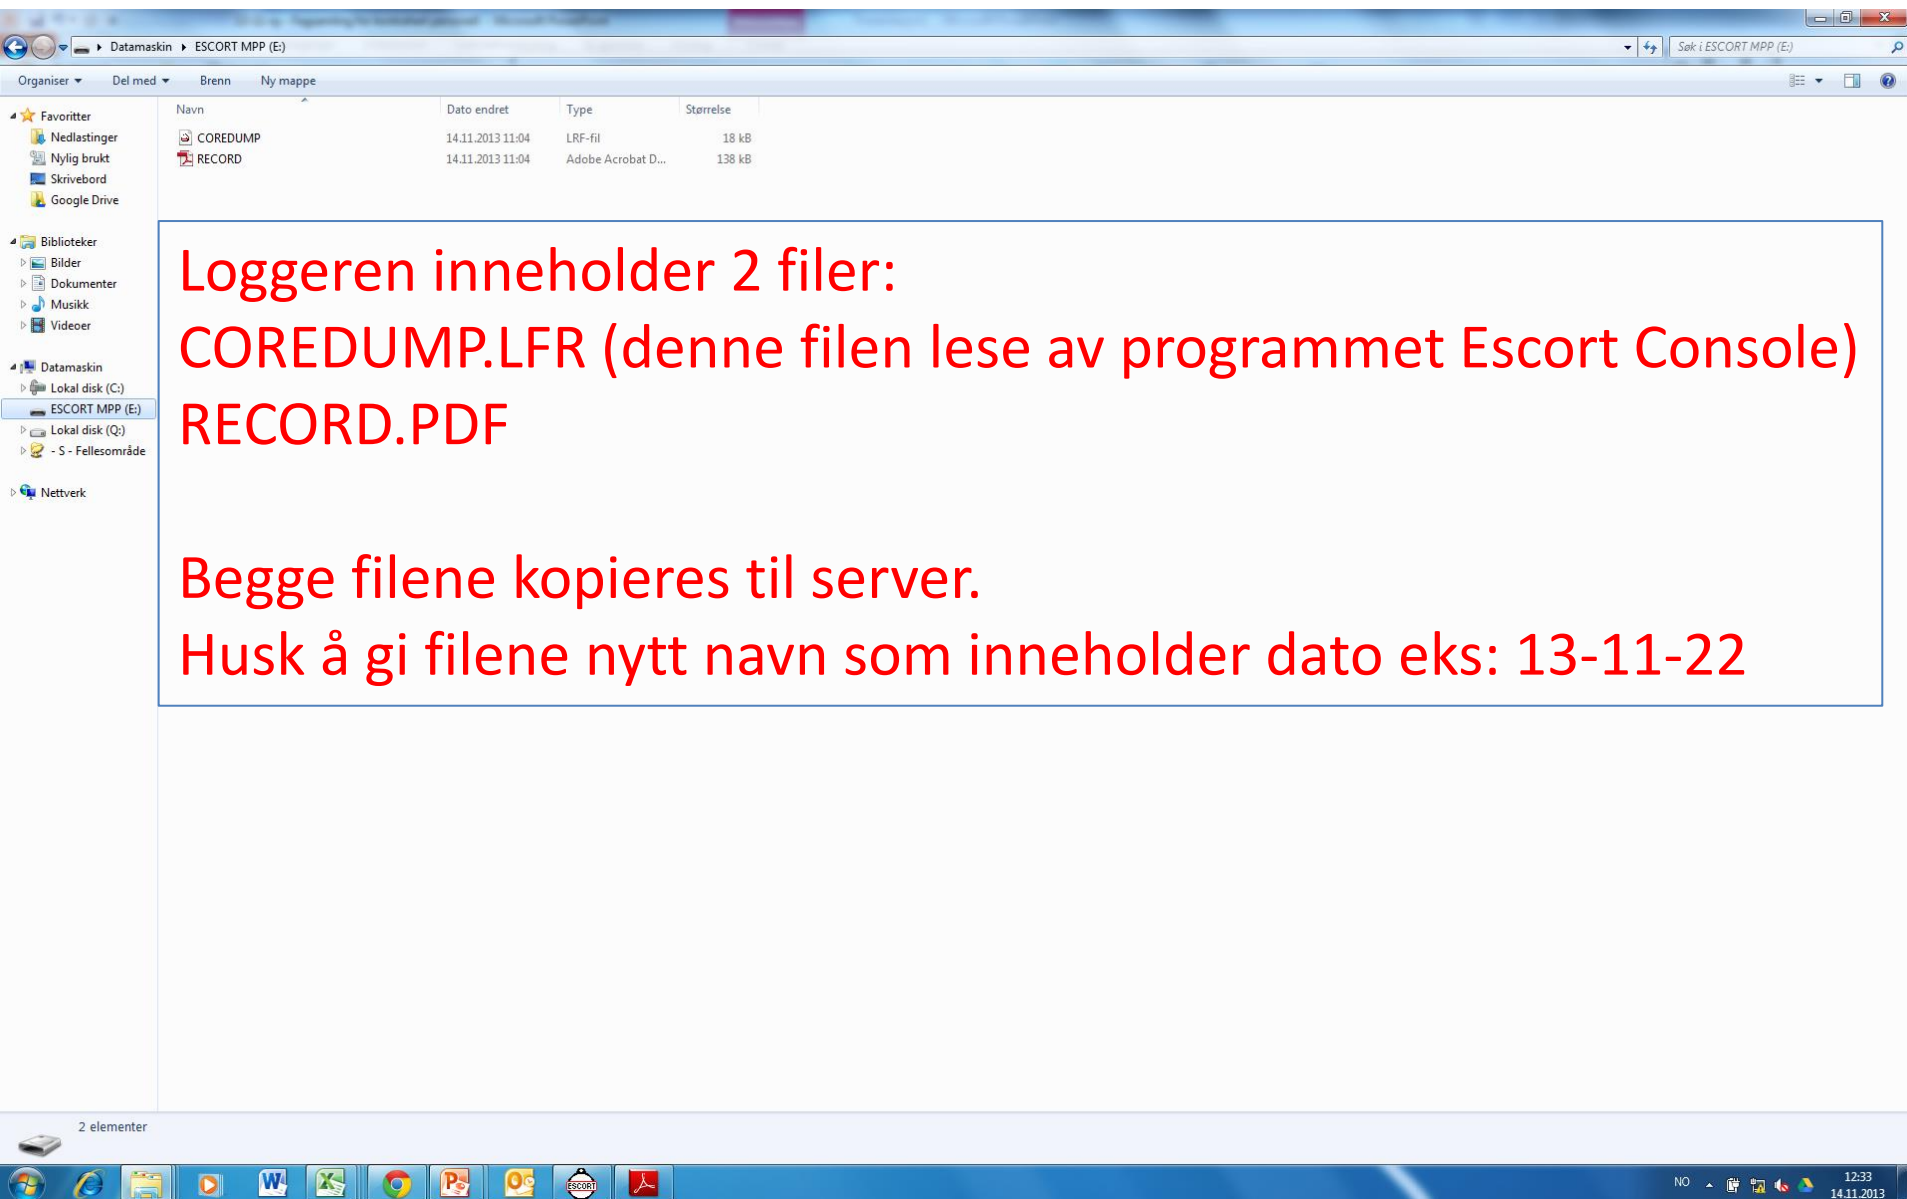 Datamaskin ▸ ESCORT MPP (E:)
Søk i ESCORT MPP (E:)
Organiser Del med Brenn Ny mappe
Navn Dato endret Type Størrelse
COREDUMP 14.11.2013 11:04 LRF-fil 18 kB
RECORD 14.11.2013 11:04 Adobe Acrobat D... 138 kB
Favoritter
Nedlastinger
Nylig brukt
Skrivebord
Google Drive
Biblioteker
Bilder
Dokumenter
Musikk
Videoer
Datamaskin
Lokal disk (C:)
ESCORT MPP (E:)
Lokal disk (Q:)
- S - Fellesområde
Nettverk
Loggeren inneholder 2 filer:
COREDUMP.LFR (denne filen lese av programmet Escort Console)
RECORD.PDF
Begge filene kopieres til server.
Husk å gi filene nytt navn som inneholder dato eks: 13-11-22
2 elementer
ESCORT
NO 12:33
14.11.2013